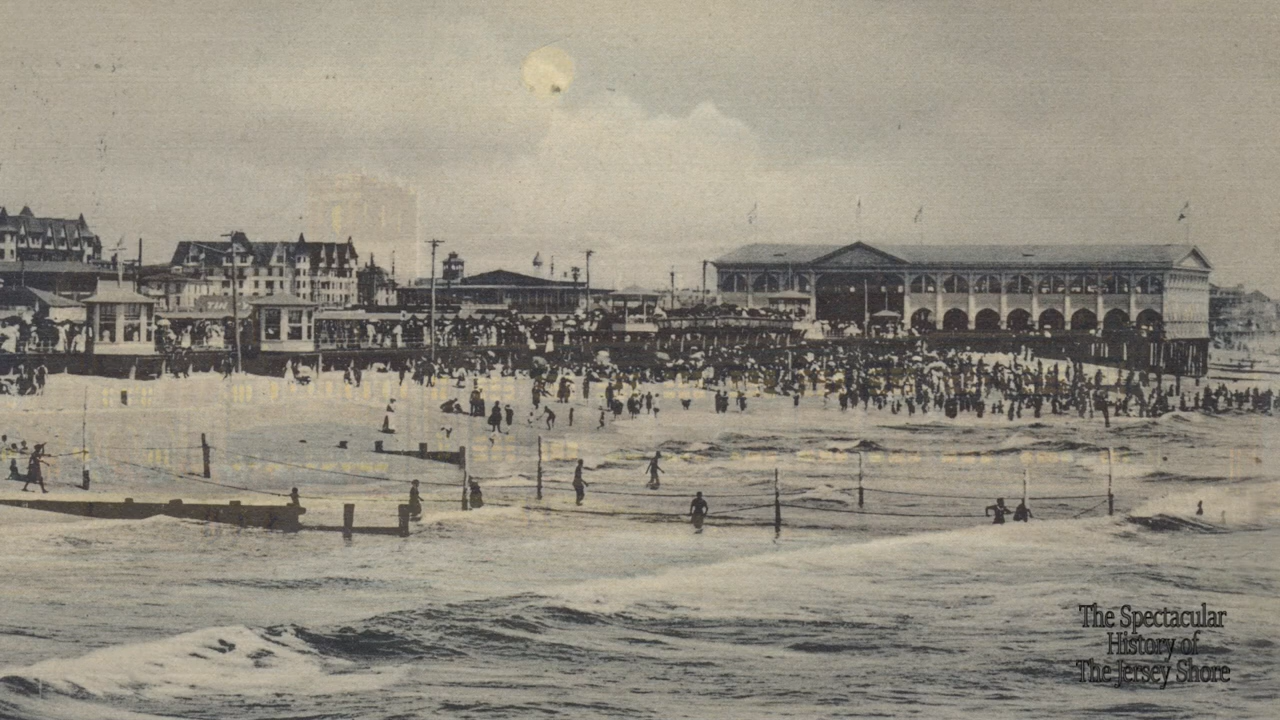 The Spectacular
History of
The Jersey Shore